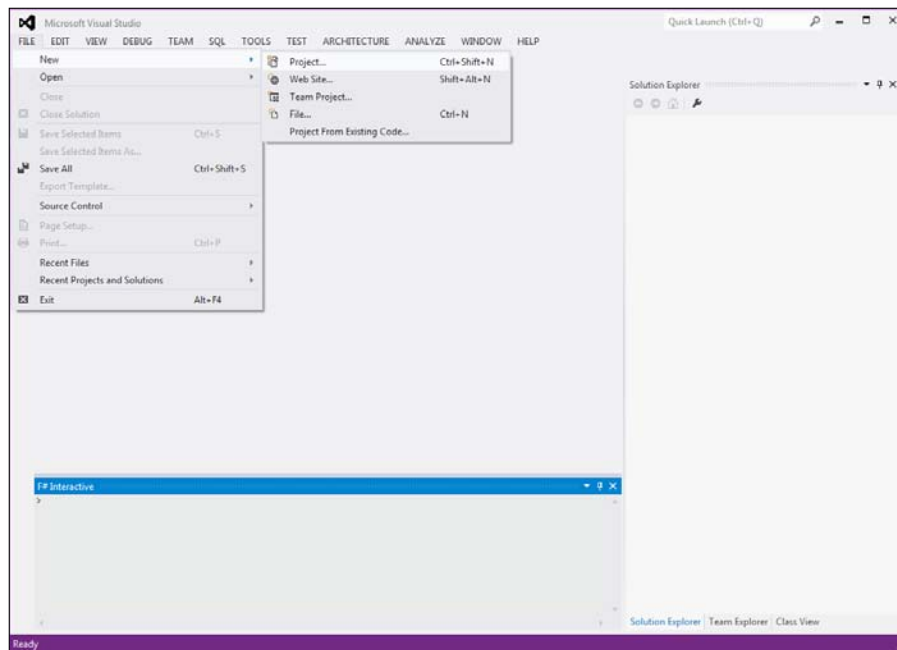 Microsoft Visual Studio
Quick Launch (Ctrl+Q)
FILE EDIT VIEW DEBUG TEAM SQL TOOLS TEST ARCHITECTURE ANALYZE WINDOW HELP
New
Open
Close
Close Solution
Save Selected Items Ctrl+S
Save Selected Items As...
Save All Ctrl+Shift+S
Export Template...
Source Control
Page Setup...
Print... Ctrl+P
Recent Files
Recent Projects and Solutions
Exit Alt+F4
Project... Ctrl+Shift+N
Web Site... Shift+Alt+N
Team Project...
File... Ctrl+N
Project From Existing Code...
Solution Explorer
F# Interactive
>
Solution Explorer Team Explorer Class View
Ready